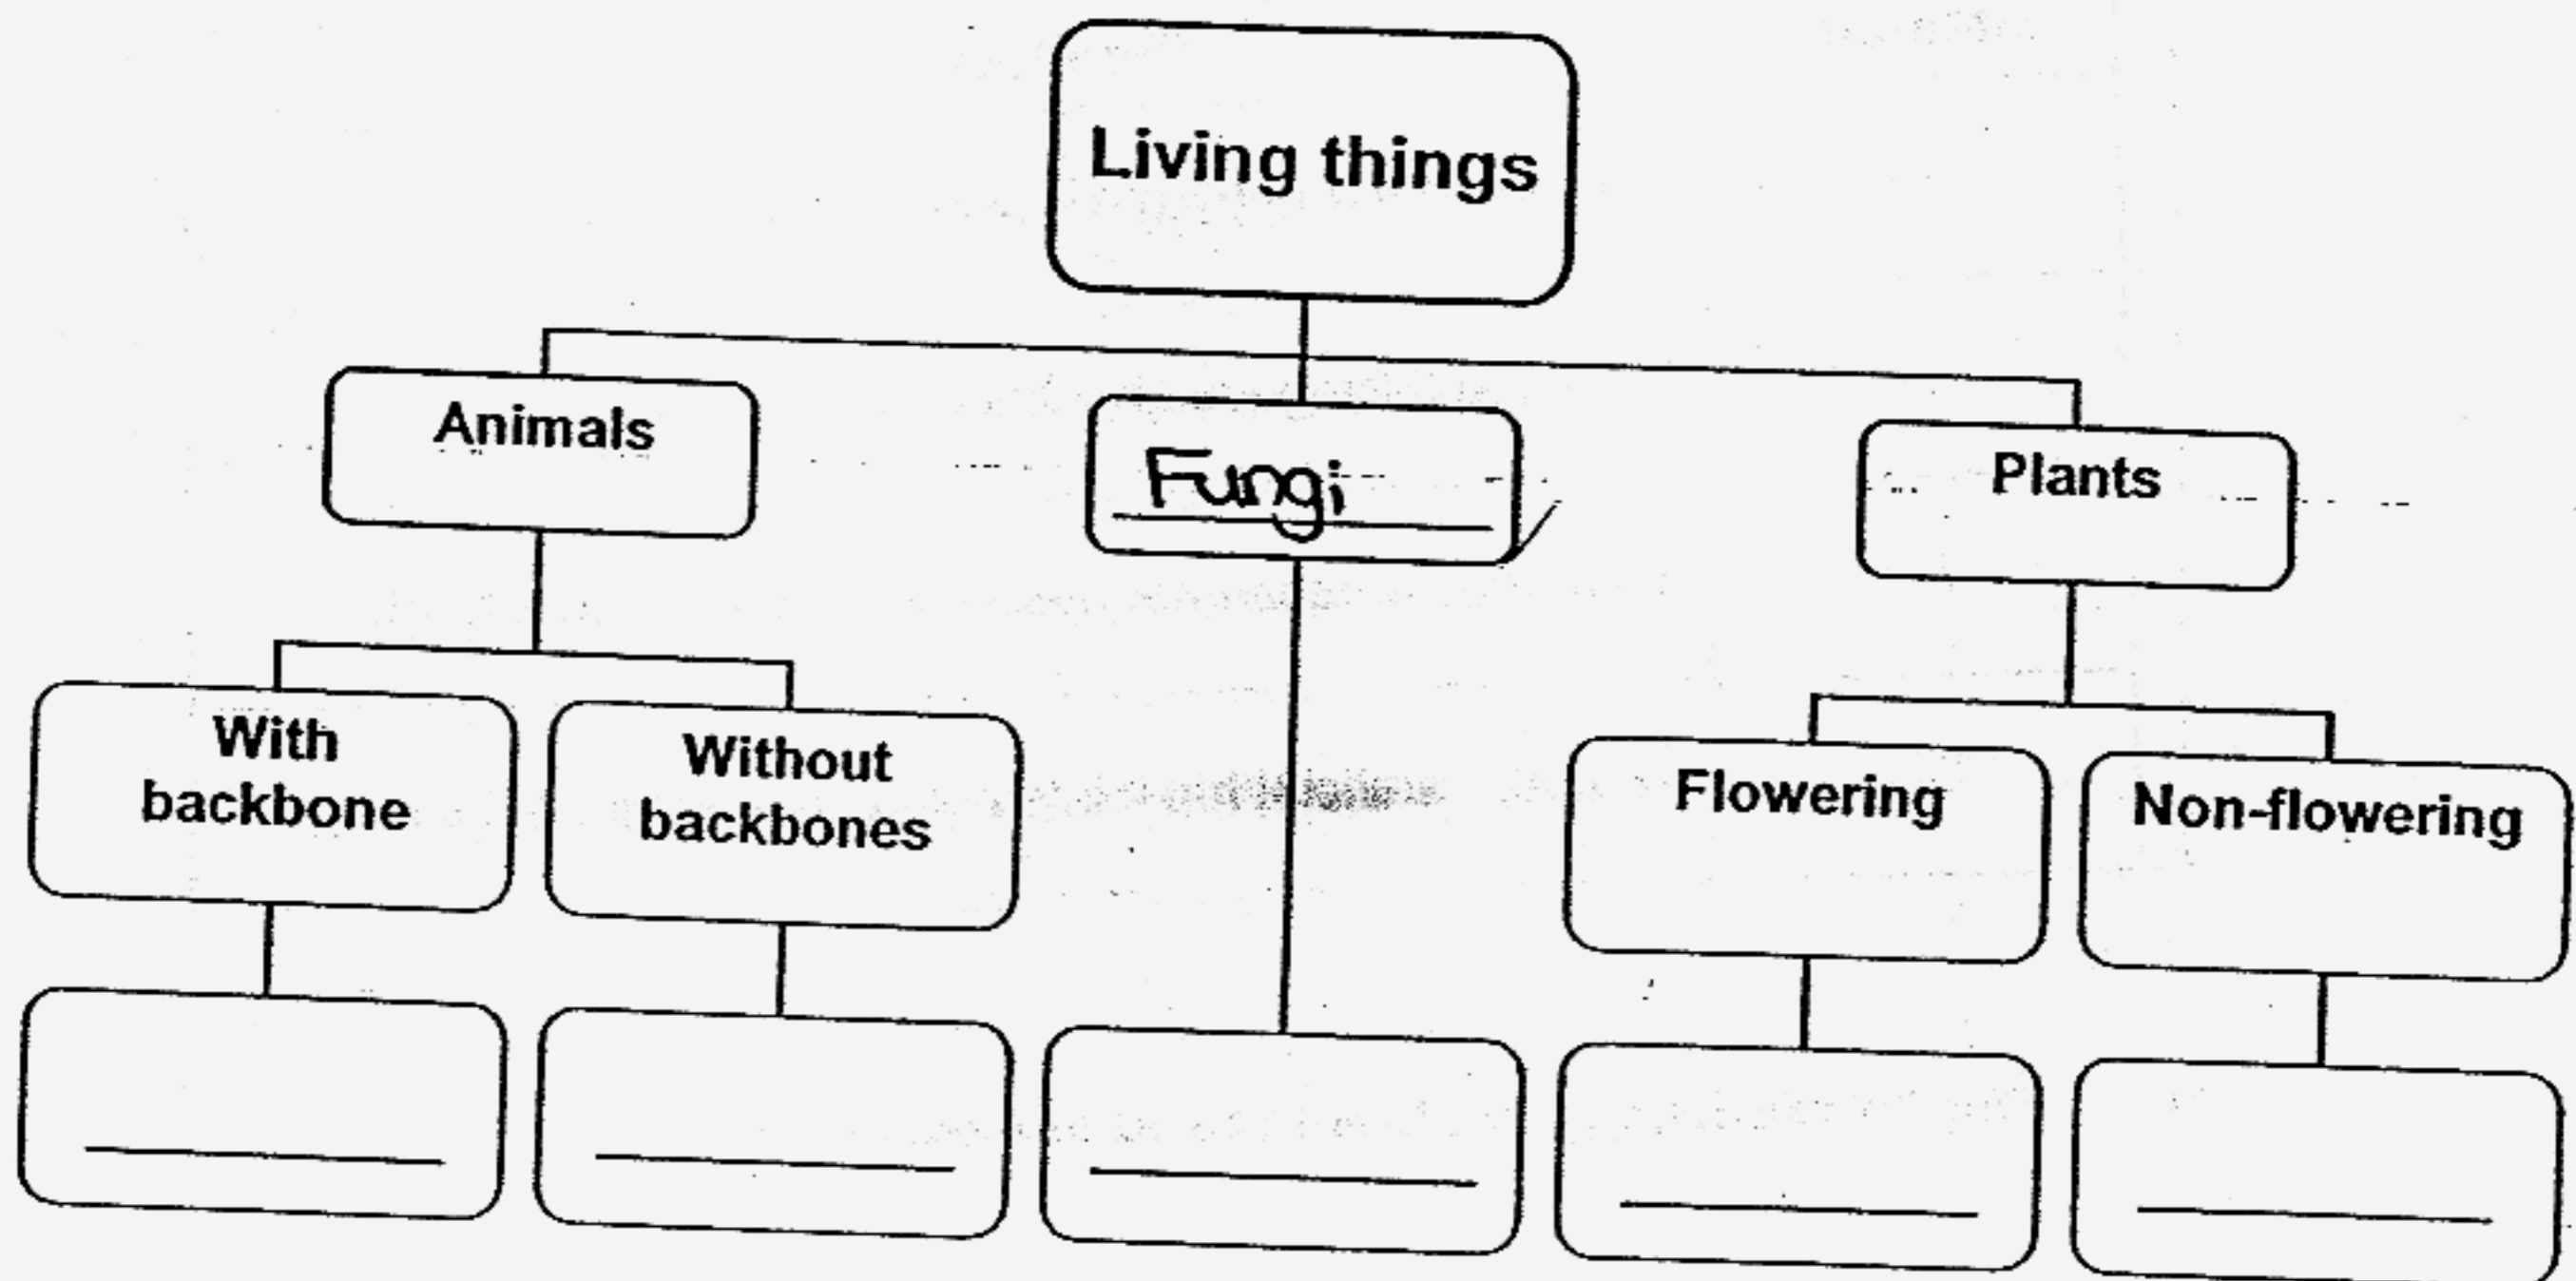 Living things
Animals
Fungi
Plants
With
backbone
Without
backbones
Flowering
Non-flowering